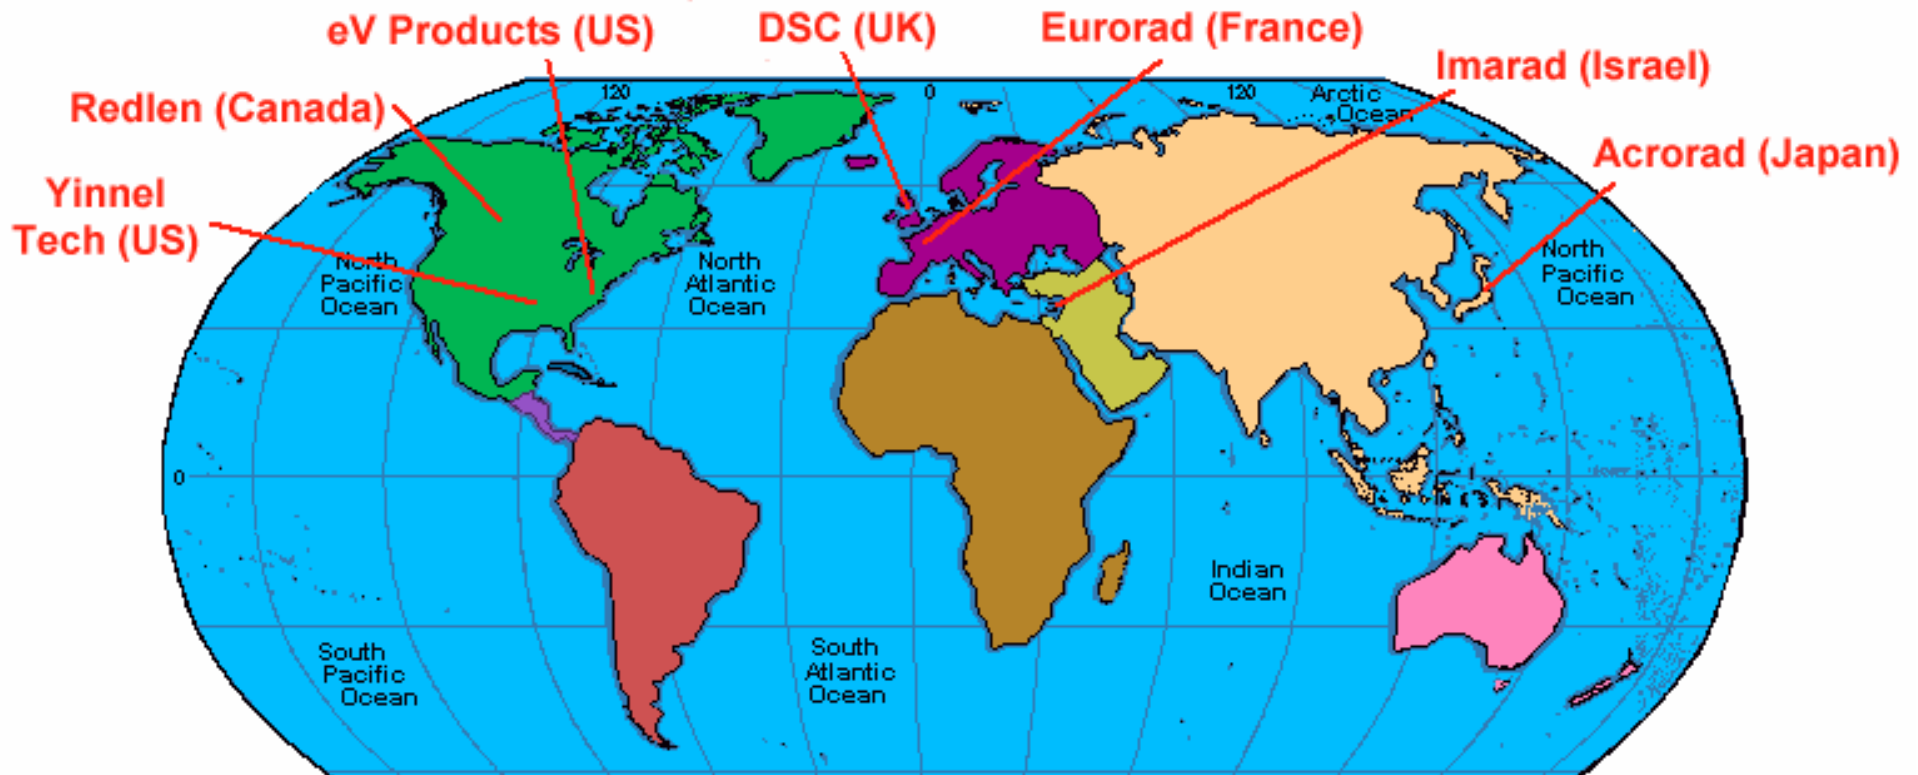 eV Products (US)
DSC (UK)
Eurorad (France)
Imarad (Israel)
Redlen (Canada)
Acrorad (Japan)
Yinnel
Tech (US)
120
0
120
Arctic
Ocean
North
Pacific
Ocean
North
Atlantic
Ocean
North
Pacific
Ocean
0
Indian
Ocean
South
Pacific
Ocean
South
Atlantic
Ocean